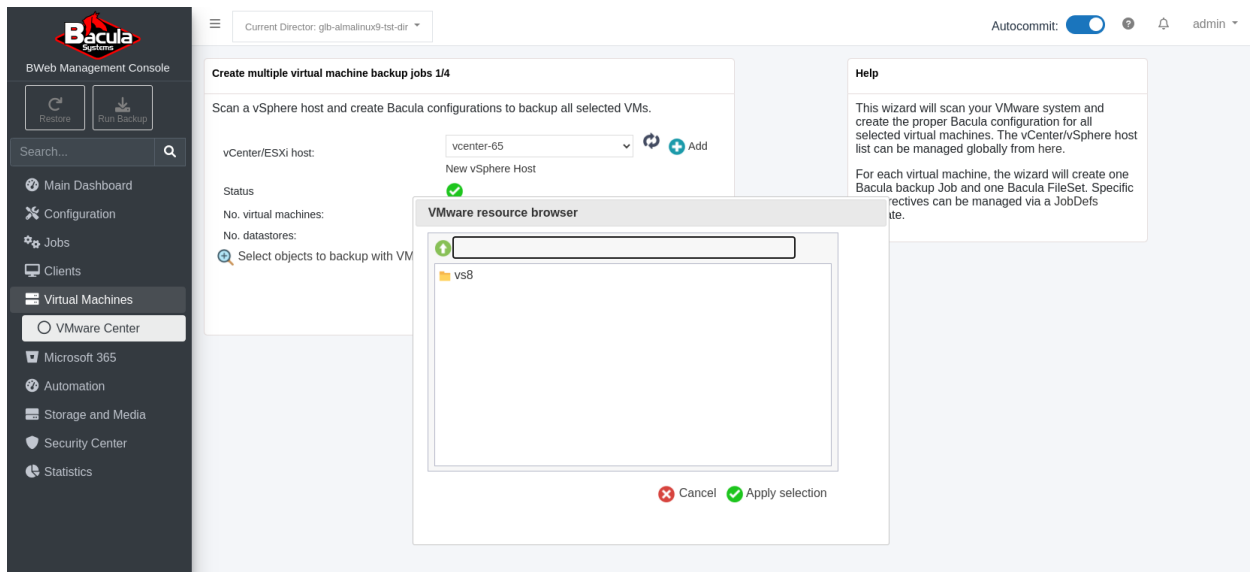 Bacula
Systems
BWeb Management Console
Restore
Run Backup
Search...
Main Dashboard
Configuration
Jobs
Clients
Virtual Machines
VMware Center
Microsoft 365
Automation
Storage and Media
Security Center
Statistics
Current Director: glb-almalinux9-tst-dir
Autocommit:
admin
Create multiple virtual machine backup jobs 1/4
Scan a vSphere host and create Bacula configurations to backup all selected VMs.
vCenter/ESXi host:
vcenter-65
Add
New vSphere Host
Status
No. virtual machines:
No. datastores:
Select objects to backup with VM
VMware resource browser
vs8
Cancel
Apply selection
Help
This wizard will scan your VMware system and
create the proper Bacula configuration for all
selected virtual machines. The vCenter/vSphere host
list can be managed globally from here.
For each virtual machine, the wizard will create one
Bacula backup Job and one Bacula FileSet. Specific
rectives can be managed via a JobDefs
ate.